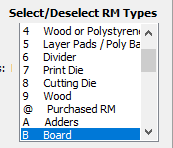 Select/Deselect RM Types
4 Wood or Polystyrene
5 Layer Pads / Poly Ba
6 Divider
7 Print Die
s: 8 Cutting Die
9 Wood
@ Purchased RM
A Adders
B Board